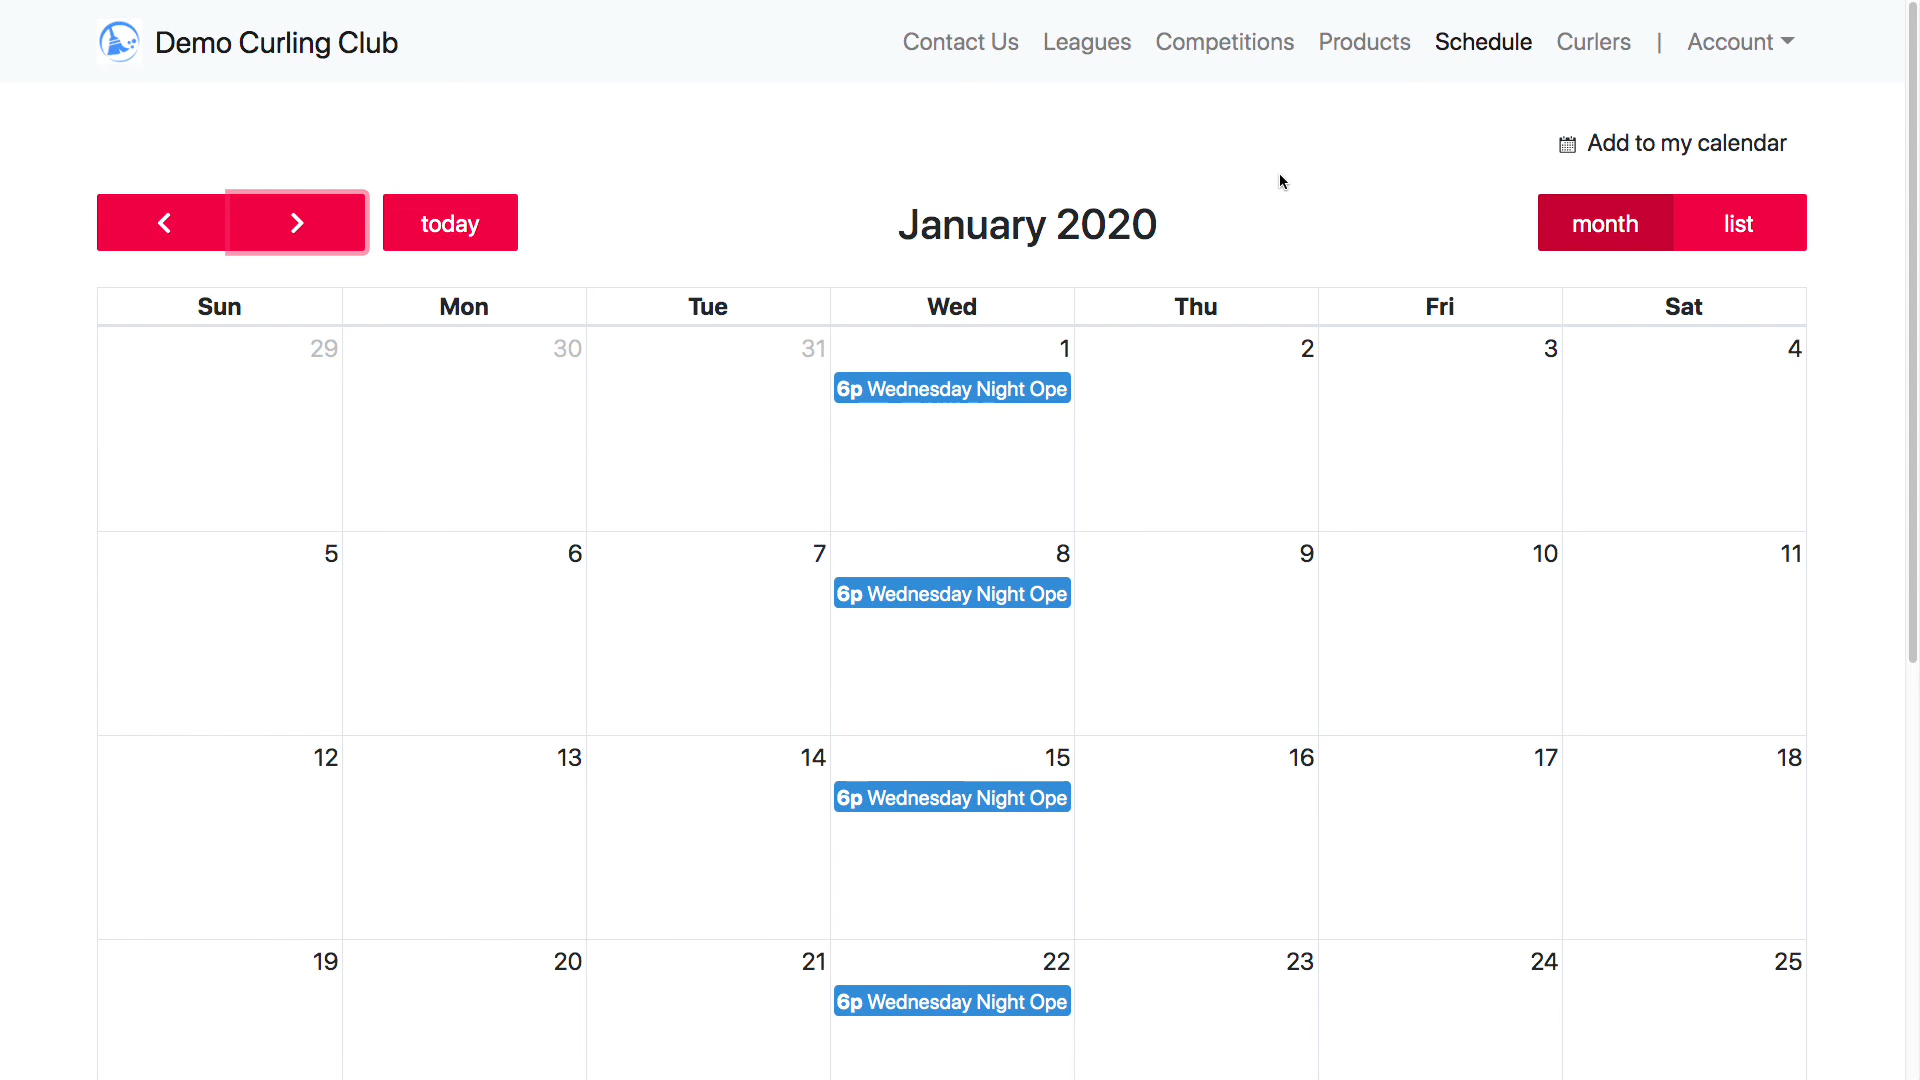 Demo Curling Club
Contact Us Leagues Competitions Products Schedule Curlers | Account
Add to my calendar
today January 2020 month list
Sun Mon Tue Wed Thu Fri Sat
29 30 31 1 2 3 4
6p Wednesday Night Ope
5 6 7 8 9 10 11
6p Wednesday Night Ope
12 13 14 15 16 17 18
6p Wednesday Night Ope
19 20 21 22 23 24 25
6p Wednesday Night Ope